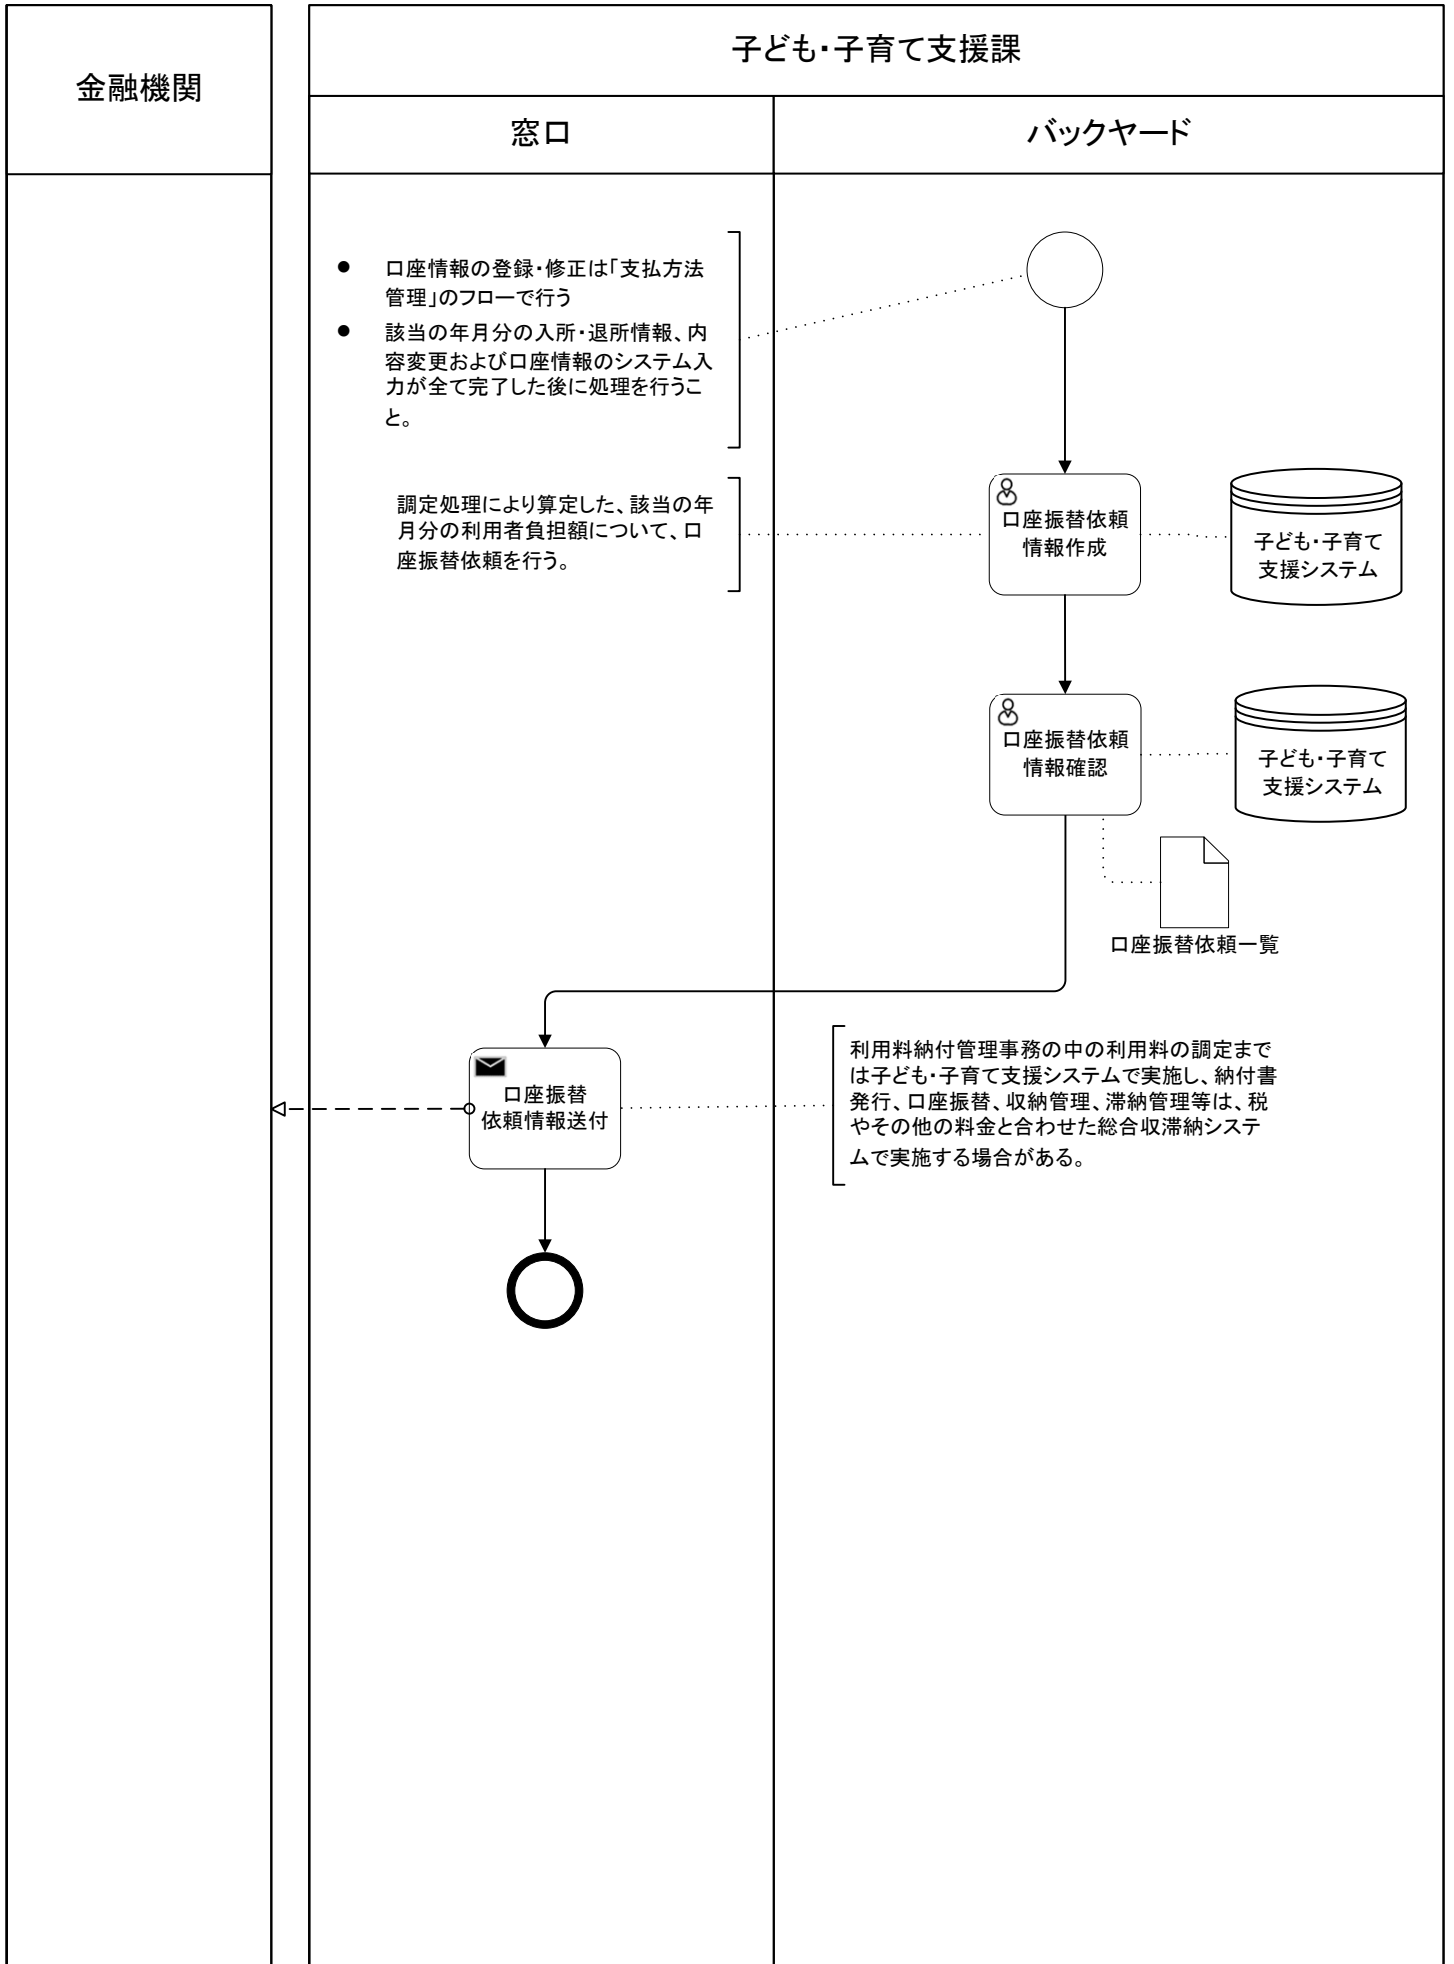 金融機関
子ども・子育て支援課
窓口
バックヤード
● 口座情報の登録・修正は「支払方法
管理」のフローで行う
● 該当の年月分の入所・退所情報、内
容変更および口座情報のシステム入
力が全て完了した後に処理を行うこ
と。
調定処理により算定した、該当の年
月分の利用者負担額について、口
座振替依頼を行う。
口座振替依頼
情報作成
子ども・子育て
支援システム
口座振替依頼
情報確認
子ども・子育て
支援システム
口座振替依頼一覧
口座振替
依頼情報送付
利用料納付管理事務の中の利用料の調定まで
は子ども・子育て支援システムで実施し、納付書
発行、口座振替、収納管理、滞納管理等は、税
やその他の料金と合わせた総合収滞納システ
ムで実施する場合がある。